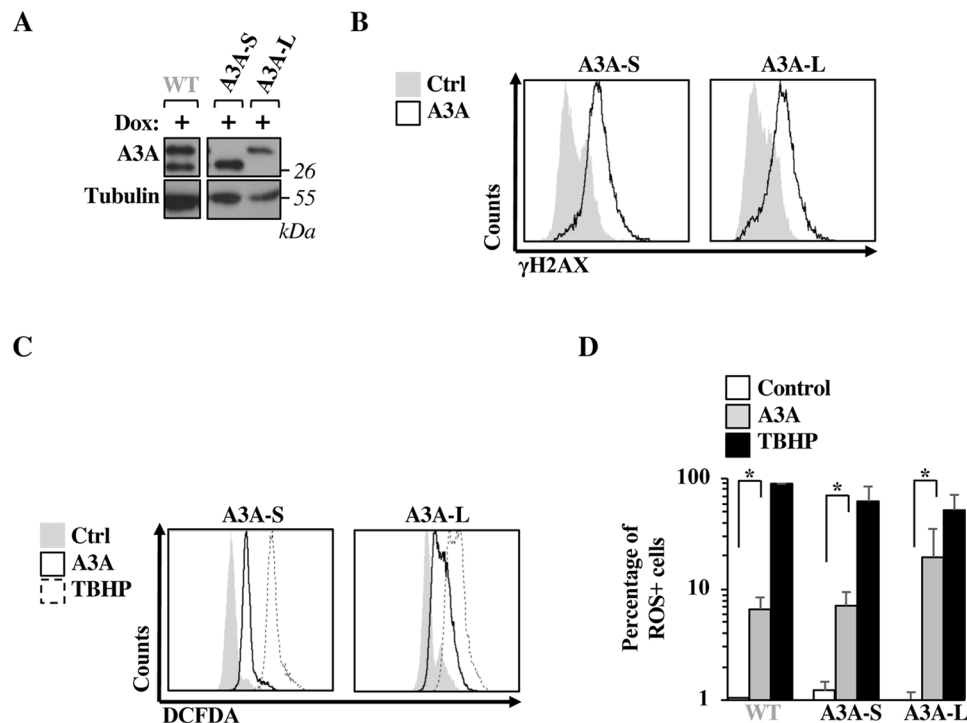 A
WT
A3A-S
A3A-L
Dox: + + +
A3A
26
Tubulin
55
kDa
B
Ctrl
A3A
A3A-S
A3A-L
Counts
γH2AX
C
Ctrl
A3A
TBHP
A3A-S
A3A-L
Counts
DCFDA
D
Control
A3A
TBHP
Percentage of
ROS+ cells
100
10
1
* * *
WT A3A-S A3A-L